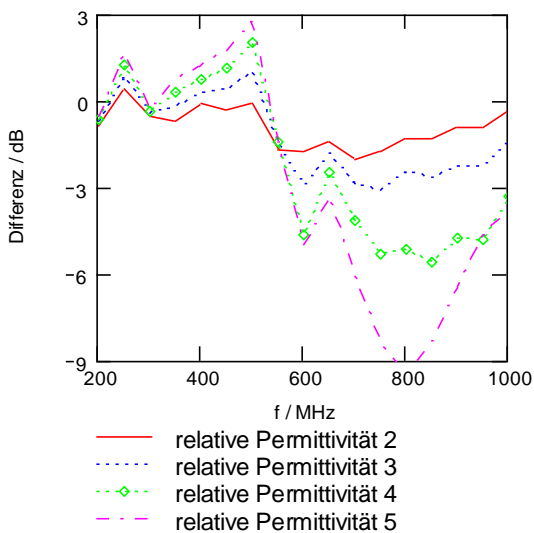 3
0
−3
−6
−9
Differenz / dB
200
400
600
800
1000
f / MHz
relative Permittivität 2
relative Permittivität 3
relative Permittivität 4
relative Permittivität 5